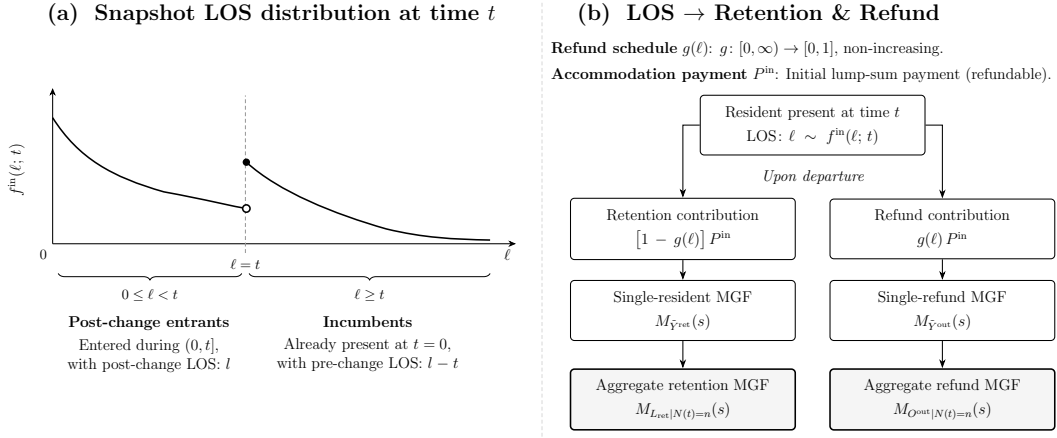 (a) Snapshot LOS distribution at time t
f^in(ℓ; t)
0
ℓ = t
ℓ
0 ≤ ℓ < t
ℓ ≥ t
Post-change entrants
Entered during (0, t],
with post-change LOS: l
Incumbents
Already present at t = 0,
with pre-change LOS: l − t
(b) LOS → Retention & Refund
Refund schedule g(ℓ): g: [0, ∞) → [0, 1], non-increasing.
Accommodation payment P^in: Initial lump-sum payment (refundable).
Resident present at time t
LOS: ℓ ∼ f^in(ℓ; t)
Upon departure
Retention contribution
[1 − g(ℓ)] P^in
Refund contribution
g(ℓ) P^in
Single-resident MGF
M_{Ỹ^ret}(s)
Single-refund MGF
M_{Ỹ^out}(s)
Aggregate retention MGF
M_{L_ret|N(t)=n}(s)
Aggregate refund MGF
M_{O^out|N(t)=n}(s)